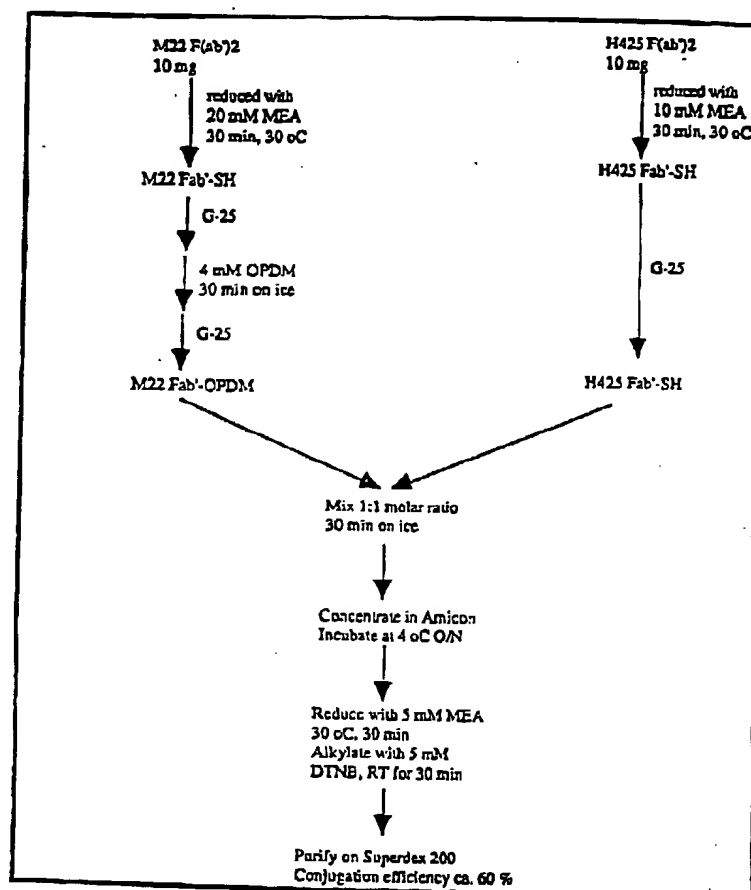 M22 F(ab')2
10 mg
reduced with
20 mM MEA
30 min, 30 oC
M22 Fab'-SH
G-25
4 mM OPDM
30 min on ice
G-25
M22 Fab'-OPDM
H425 F(ab')2
10 mg
reduced with
10 mM MEA
30 min, 30 oC
H425 Fab'-SH
G-25
H425 Fab'-SH
Mix 1:1 molar ratio
30 min on ice
Concentrate in Amicon
Incubate at 4 oC O/N
Reduce with 5 mM MEA
30 oC, 30 min
Alkylate with 5 mM
DTNB, RT for 30 min
Purify on Superdex 200
Conjugation efficiency ca. 60 %